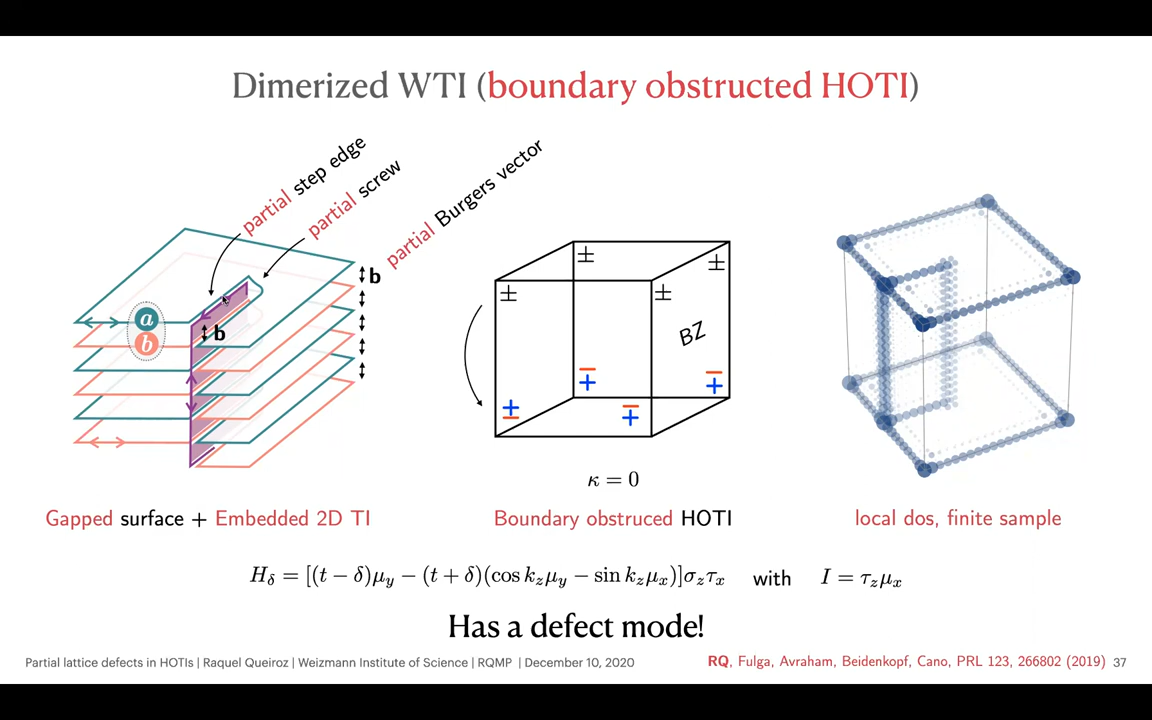 Dimerized WTI (boundary obstructed HOTI)
partial step edge
partial screw
partial Burgers vector
b
a
b
b
±
±
±
±
BZ
−
+
−
+
+
−
−
+
κ = 0
Gapped surface + Embedded 2D TI
Boundary obstruced HOTI
local dos, finite sample
H_δ = [(t − δ)μ_y − (t + δ)(cos k_z μ_y − sin k_z μ_x)]σ_z τ_x with I = τ_z μ_x
Has a defect mode!
Partial lattice defects in HOTIs | Raquel Queiroz | Weizmann Institute of Science | RQMP | December 10, 2020
RQ, Fulga, Avraham, Beidenkopf, Cano, PRL 123, 266802 (2019) 37